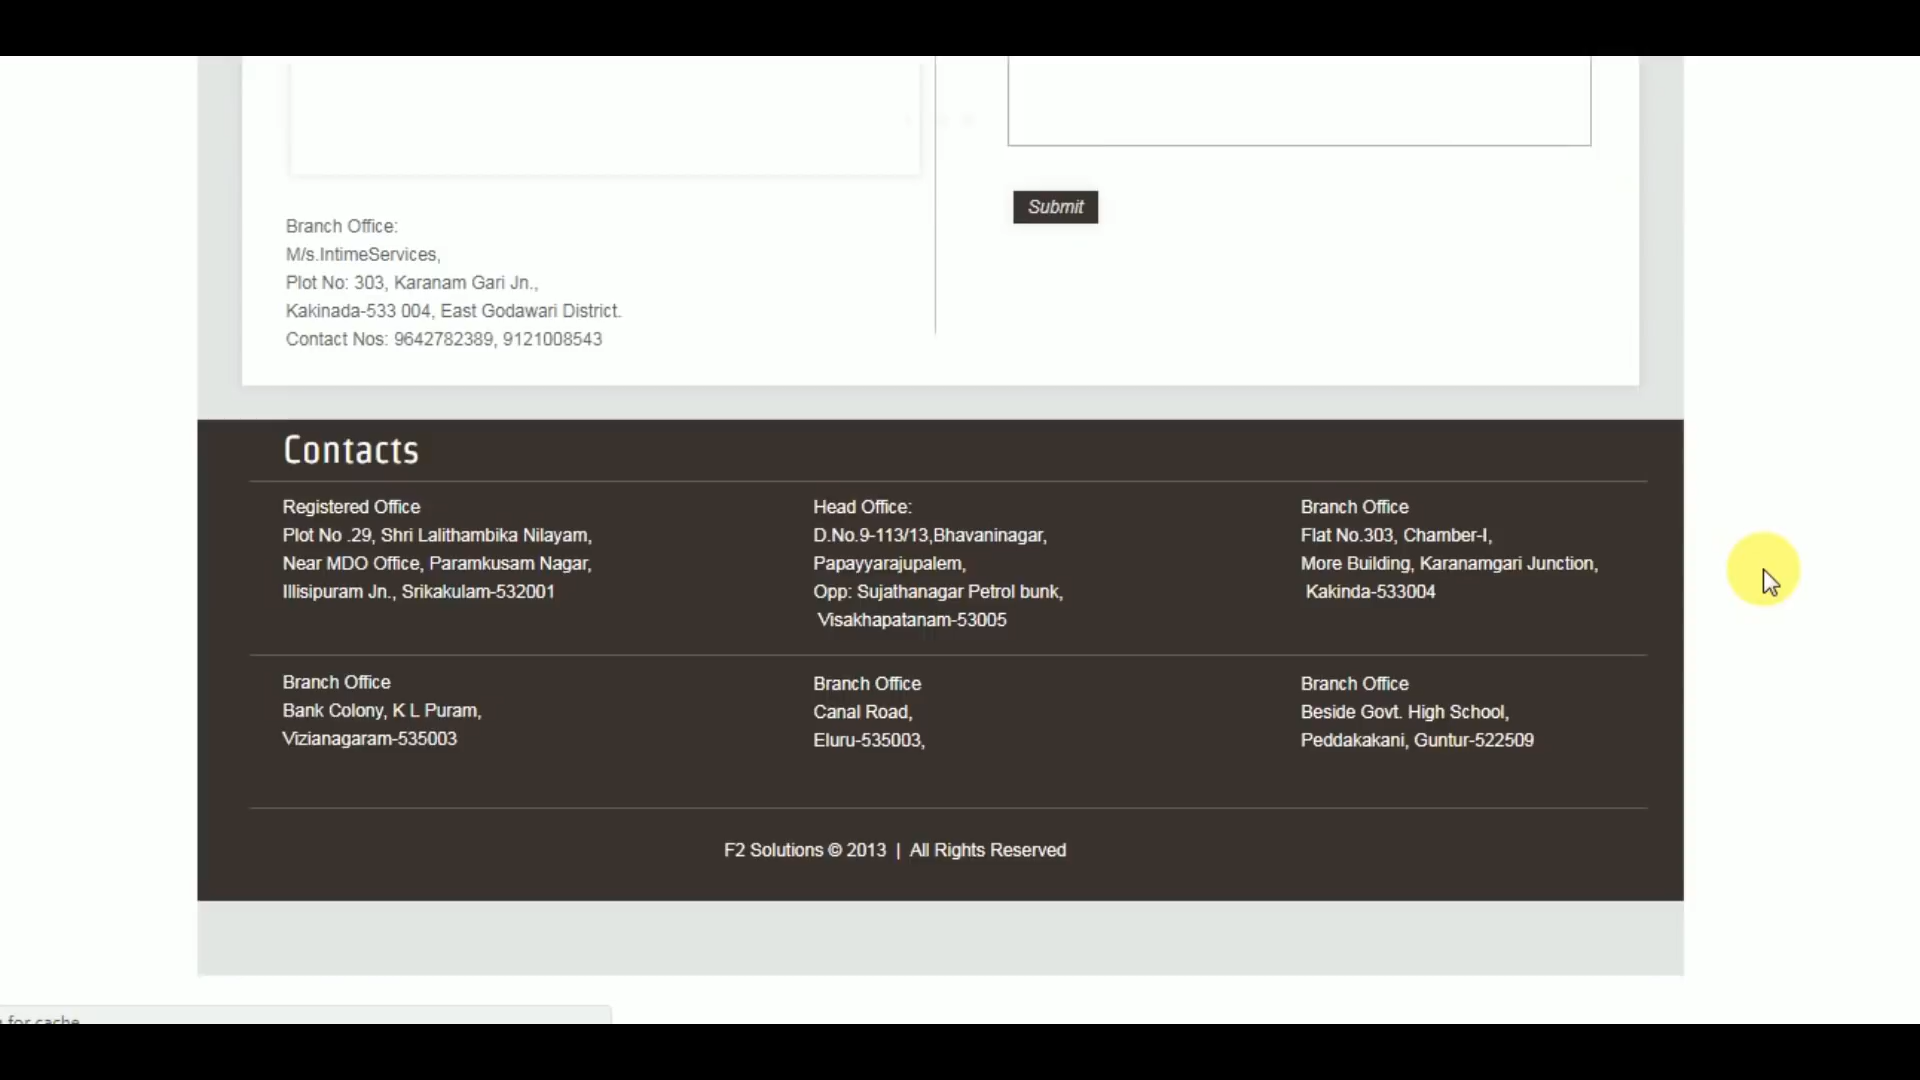 Submit
Branch Office:
M/s.IntimeServices,
Plot No: 303, Karanam Gari Jn.,
Kakinada-533 004, East Godawari District.
Contact Nos: 9642782389, 9121008543
Contacts
Registered Office
Plot No .29, Shri Lalithambika Nilayam,
Near MDO Office, Paramkusam Nagar,
Illisipuram Jn., Srikakulam-532001
Head Office:
D.No.9-113/13,Bhavaninagar,
Papayyarajupalem,
Opp: Sujathanagar Petrol bunk,
Visakhapatanam-53005
Branch Office
Flat No.303, Chamber-I,
More Building, Karanamgari Junction,
Kakinda-533004
Branch Office
Bank Colony, K L Puram,
Vizianagaram-535003
Branch Office
Canal Road,
Eluru-535003,
Branch Office
Beside Govt. High School,
Peddakakani, Guntur-522509
F2 Solutions © 2013 | All Rights Reserved
for cache